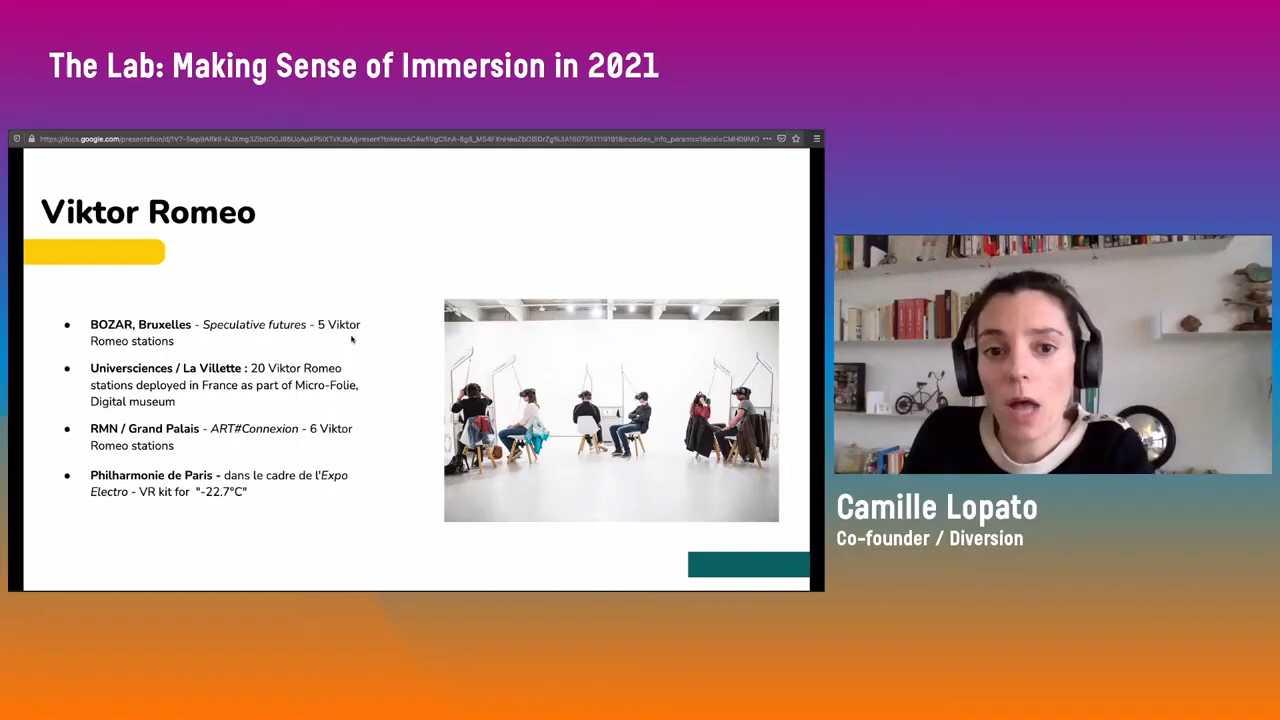 The Lab: Making Sense of Immersion in 2021
Viktor Romeo
BOZAR, Bruxelles - Speculative futures - 5 Viktor
Romeo stations
Universciences / La Villette : 20 Viktor Romeo
stations deployed in France as part of Micro-Folie,
Digital museum
RMN / Grand Palais - ART#Connexion - 6 Viktor
Romeo stations
Philharmonie de Paris - dans le cadre de l'Expo
Electro - VR kit for "-22.7°C"
Camille Lopato
Co-founder / Diversion